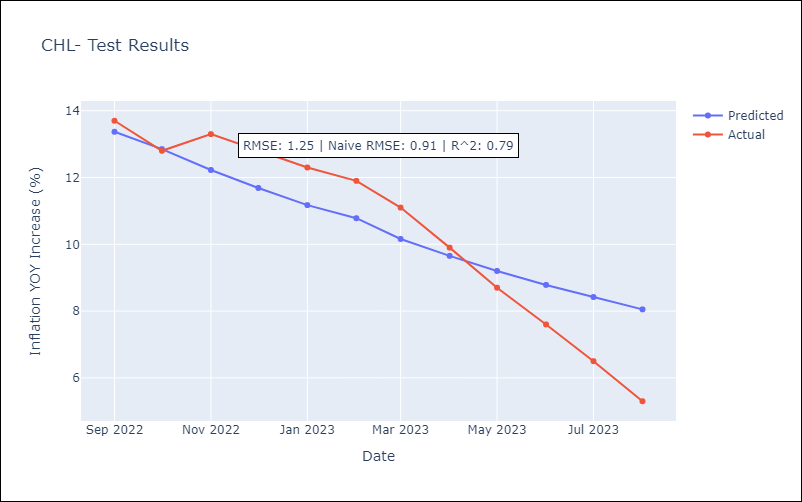 CHL- Test Results
Predicted
Actual
RMSE: 1.25 | Naive RMSE: 0.91 | R^2: 0.79
Inflation YOY Increase (%)
14
12
10
8
6
Sep 2022
Nov 2022
Jan 2023
Mar 2023
May 2023
Jul 2023
Date